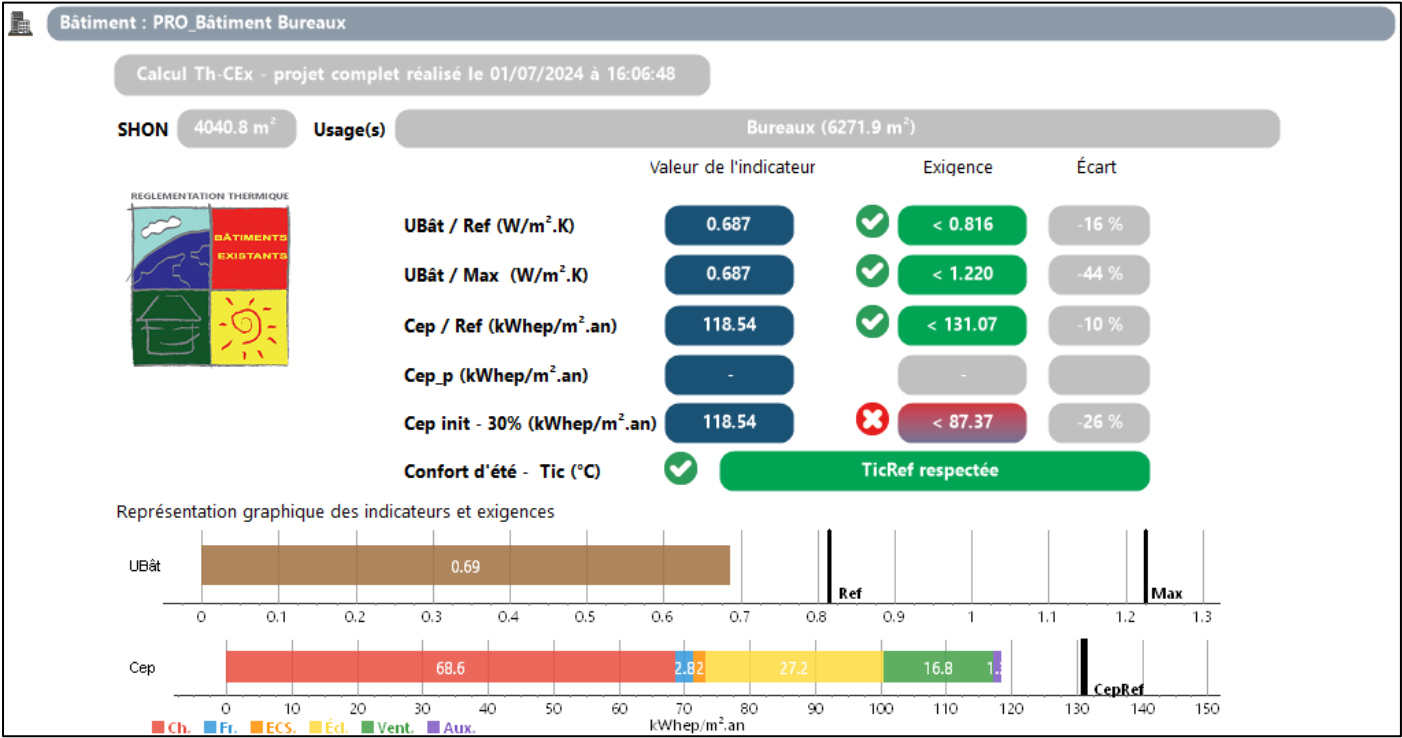 Bâtiment : PRO_Bâtiment Bureaux
Calcul Th-CEx - projet complet réalisé le 01/07/2024 à 16:06:48
SHON 4040.8 m² Usage(s) Bureaux (6271.9 m²)
Valeur de l'indicateur Exigence Écart
REGLEMENTATION THERMIQUE
BÂTIMENTS
EXISTANTS
UBât / Ref (W/m².K) 0.687 < 0.816 -16 %
UBât / Max (W/m².K) 0.687 < 1.220 -44 %
Cep / Ref (kWhep/m².an) 118.54 < 131.07 -10 %
Cep_p (kWhep/m².an) - -
Cep init - 30% (kWhep/m².an) 118.54 < 87.37 -26 %
Confort d'été - Tic (°C) TicRef respectée
Représentation graphique des indicateurs et exigences
UBât 0.69
Ref Max
0 0.1 0.2 0.3 0.4 0.5 0.6 0.7 0.8 0.9 1 1.1 1.2 1.3
Cep 68.6 2.8 2 27.2 16.8
CepRef
0 10 20 30 40 50 60 70 80 90 100 110 120 130 140 150
Ch. Fr. ECS. Écl. Vent. Aux. kWhep/m².an